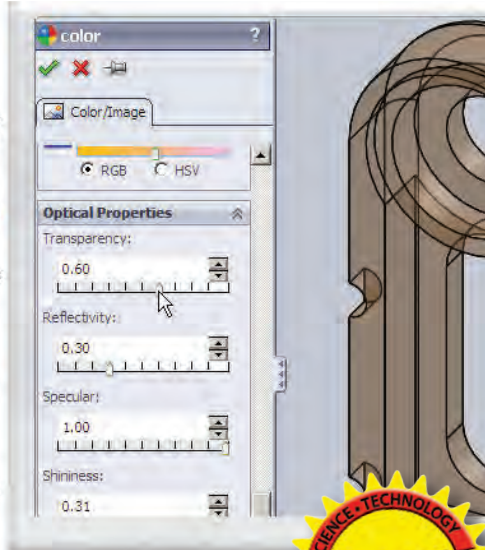 color ?
Color/Image
RGB HSV
Optical Properties
Transparency:
0.60
Reflectivity:
0.30
Specular:
1.00
Shininess:
0.31
SCIENCE • TECHNOLOGY